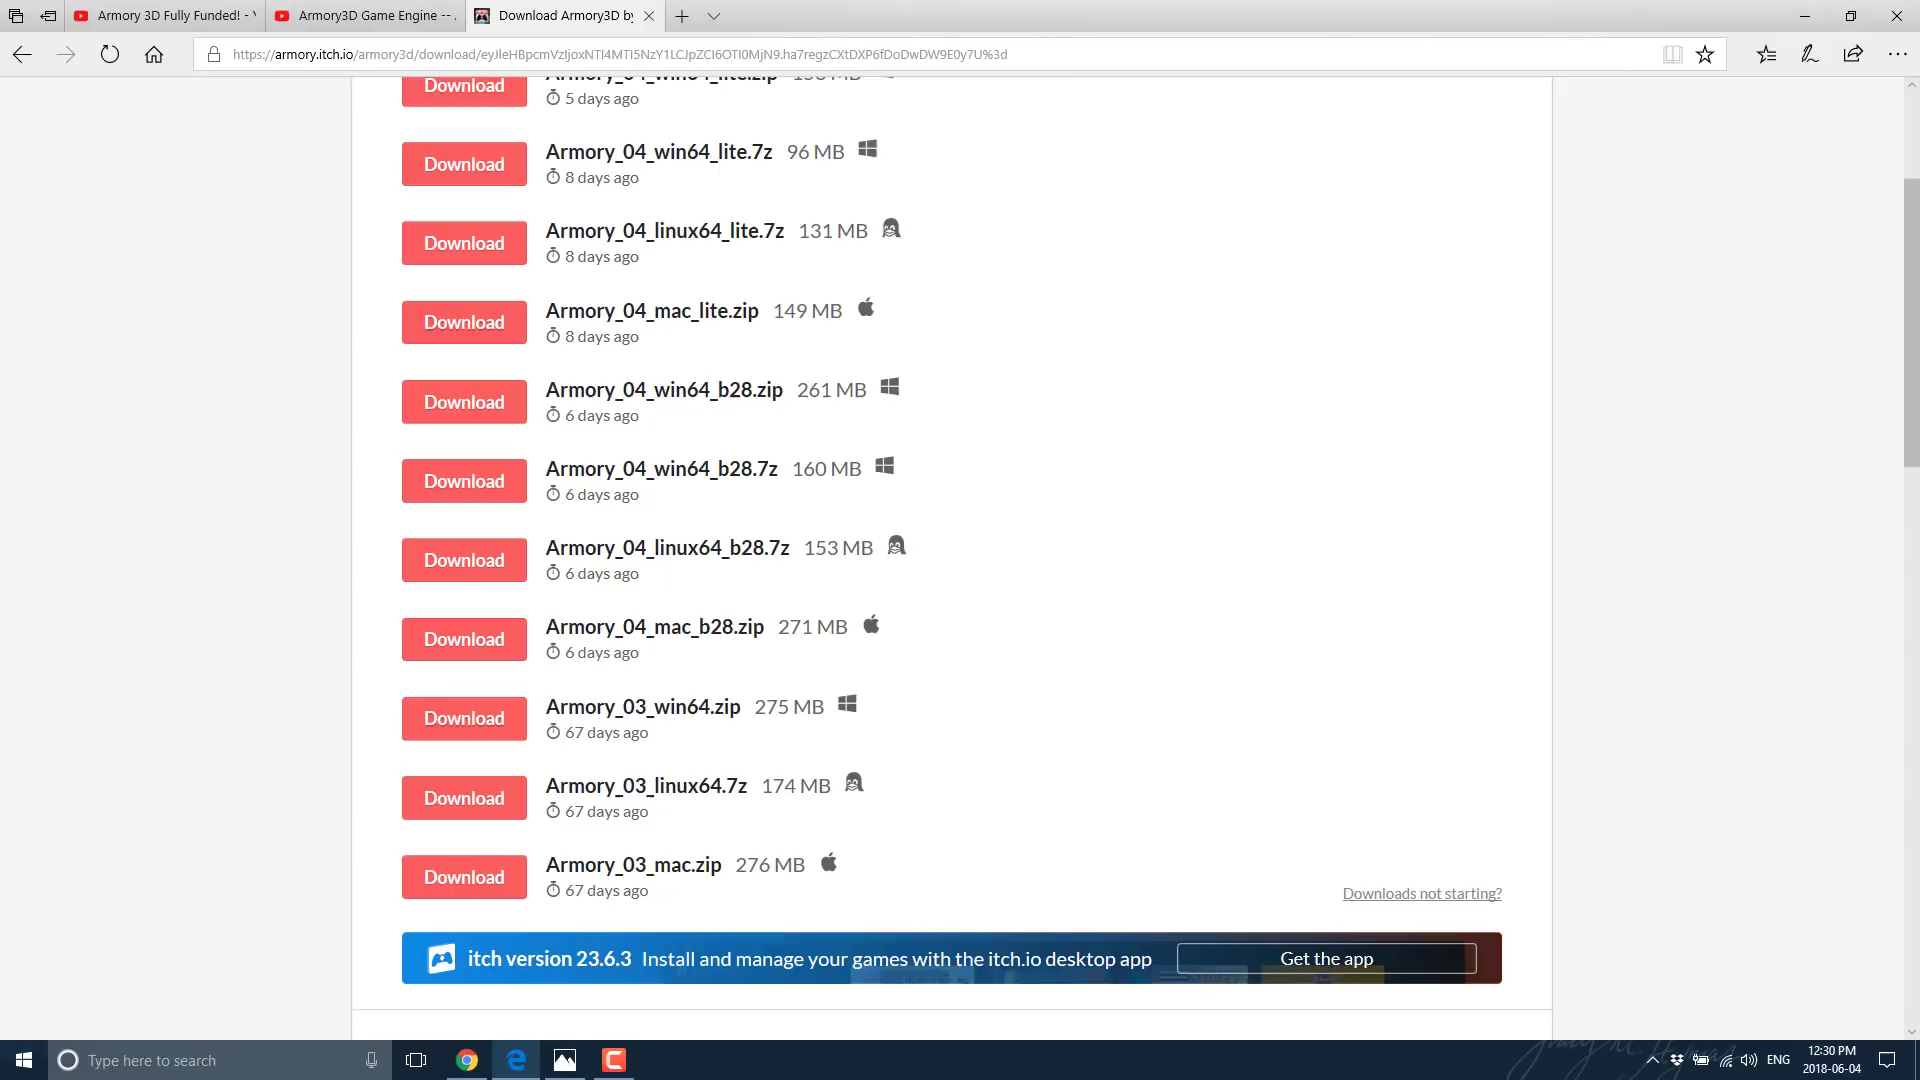 Armory 3D Fully Funded! -
Armory3D Game Engine --
Download Armory3D by
https://armory.itch.io/armory3d/download/eyJleHBpcmVzIjoxNTI4MTI5NzY1LCJpZCI6OTI0MjN9.ha7regzCXtDXP6fDoDwDW9E0y7U%3d
Download
5 days ago
Download Armory_04_win64_lite.7z 96 MB
8 days ago
Download Armory_04_linux64_lite.7z 131 MB
8 days ago
Download Armory_04_mac_lite.zip 149 MB
8 days ago
Download Armory_04_win64_b28.zip 261 MB
6 days ago
Download Armory_04_win64_b28.7z 160 MB
6 days ago
Download Armory_04_linux64_b28.7z 153 MB
6 days ago
Download Armory_04_mac_b28.zip 271 MB
6 days ago
Download Armory_03_win64.zip 275 MB
67 days ago
Download Armory_03_linux64.7z 174 MB
67 days ago
Download Armory_03_mac.zip 276 MB
67 days ago
Downloads not starting?
itch version 23.6.3 Install and manage your games with the itch.io desktop app Get the app
Type here to search
ENG
12:30 PM
2018-06-04